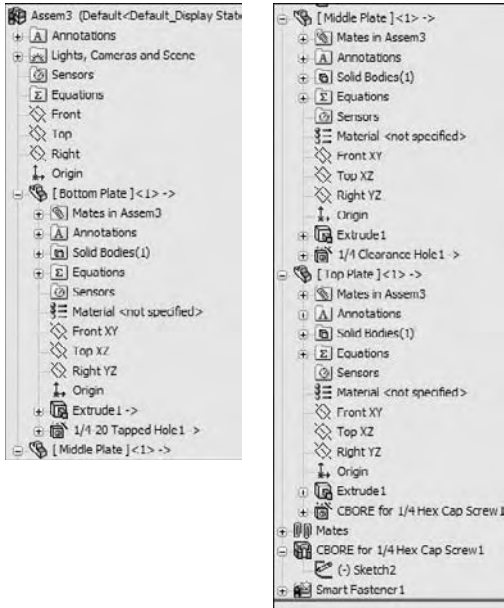 Assem3 (Default<Default_Display State
Annotations
Lights, Cameras and Scene
Sensors
Equations
Front
Top
Right
Origin
[ Bottom Plate ]<1> ->
Mates in Assem3
Annotations
Solid Bodies(1)
Equations
Sensors
Material <not specified>
Front XY
Top XZ
Right YZ
Origin
Extrude1 ->
1/4-20 Tapped Hole1 ->
[ Middle Plate ]<1> ->
[ Middle Plate ]<1> ->
Mates in Assem3
Annotations
Solid Bodies(1)
Equations
Sensors
Material <not specified>
Front XY
Top XZ
Right YZ
Origin
Extrude1
1/4 Clearance Hole1 ->
[ Top Plate ]<1> ->
Mates in Assem3
Annotations
Solid Bodies(1)
Equations
Sensors
Material <not specified>
Front XY
Top XZ
Right YZ
Origin
Extrude1
CBORE for 1/4 Hex Cap Screw1
Mates
CBORE for 1/4 Hex Cap Screw1
(-) Sketch2
Smart Fastener1